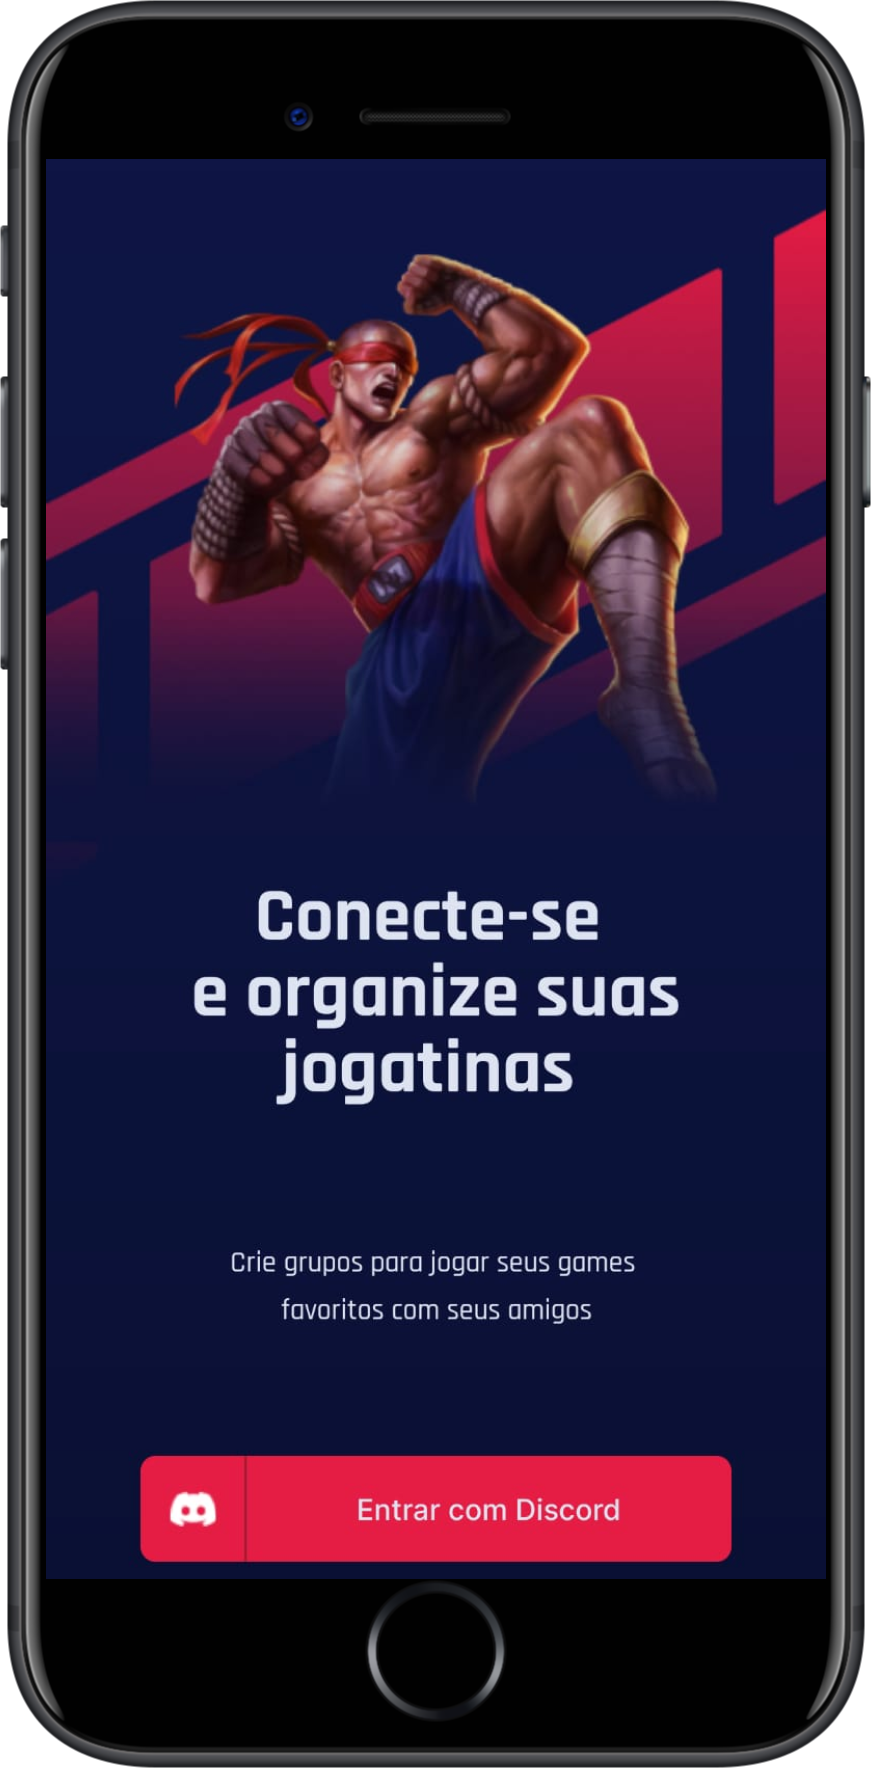 Conecte-se
e organize suas
jogatinas
Crie grupos para jogar seus games
favoritos com seus amigos
Entrar com Discord